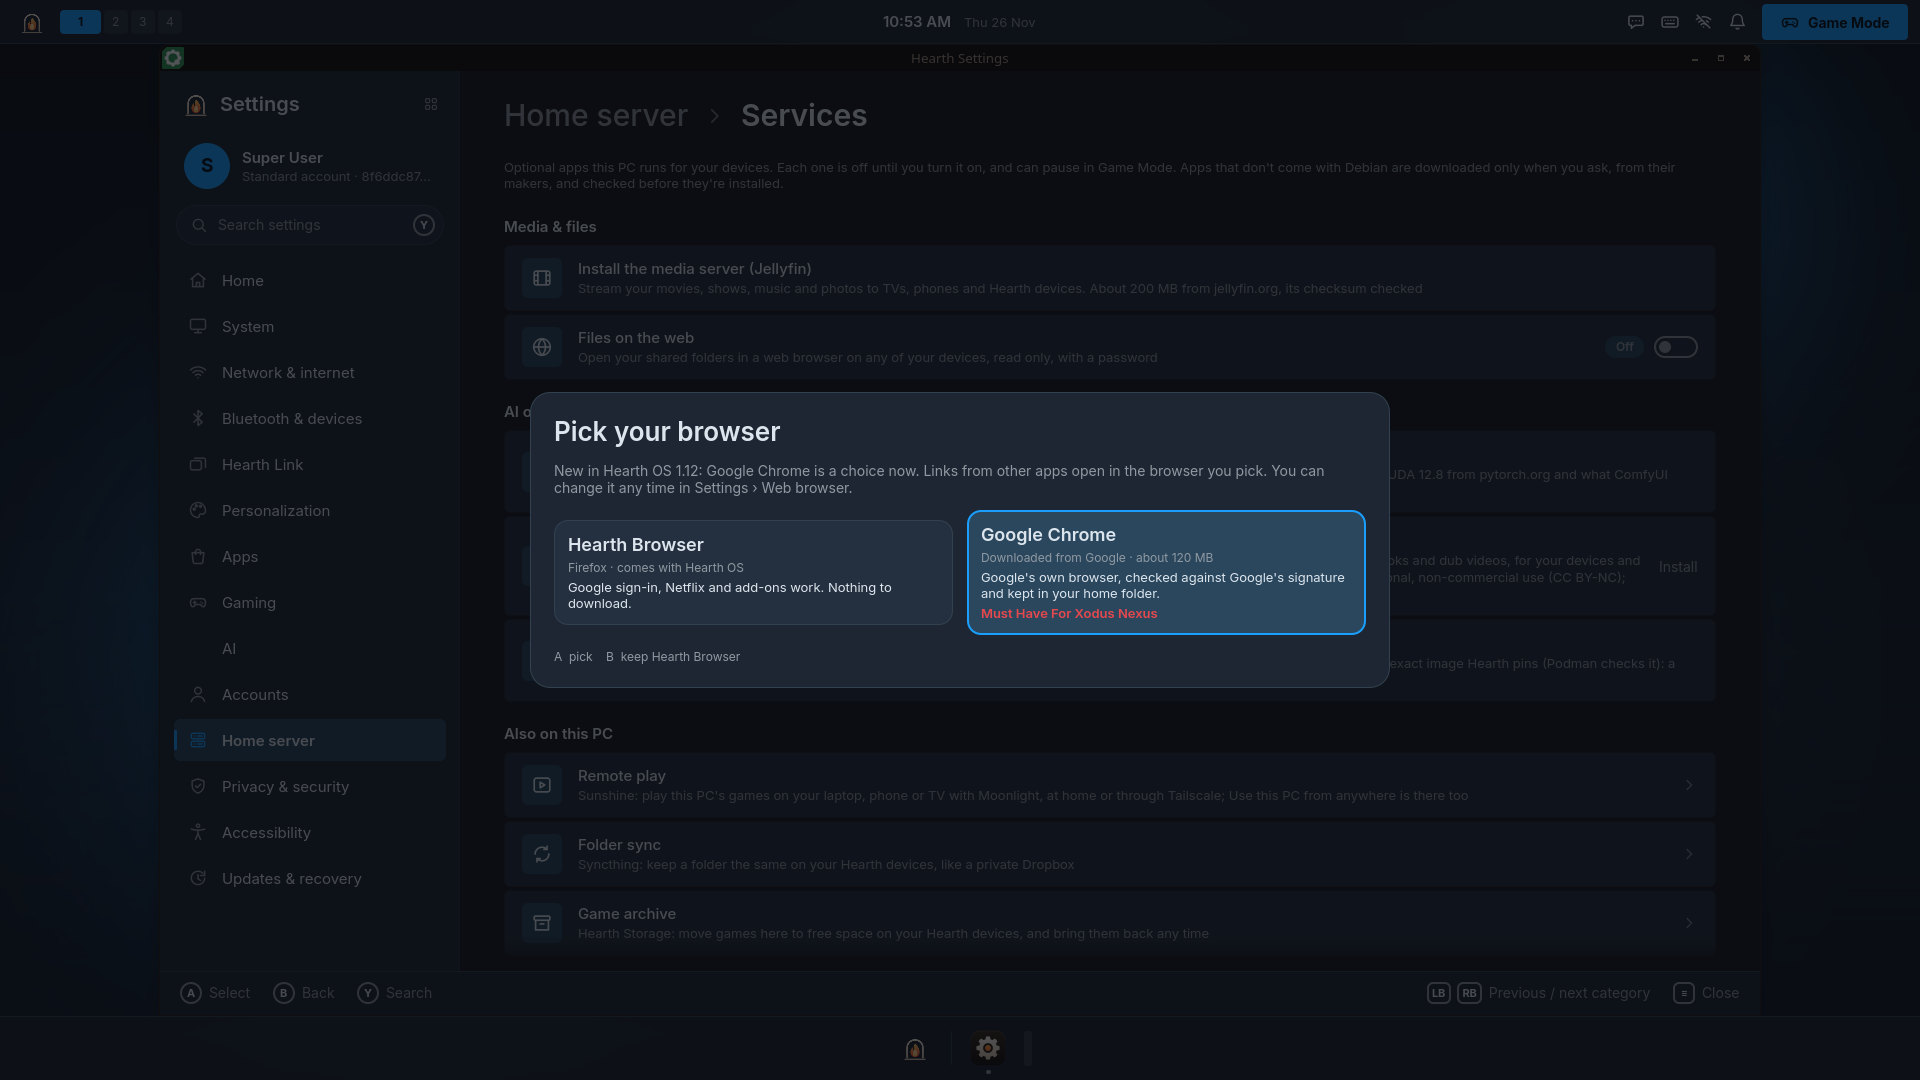 1 2 3 4
10:53 AM Thu 26 Nov
Game Mode
Hearth Settings
Settings
S
Super User
Standard account · 8f6ddc87...
Search settings Y
Home
System
Network & internet
Bluetooth & devices
Hearth Link
Personalization
Apps
Gaming
AI
Accounts
Home server
Privacy & security
Accessibility
Updates & recovery
Home server > Services
Optional apps this PC runs for your devices. Each one is off until you turn it on, and can pause in Game Mode. Apps that don't come with Debian are downloaded only when you ask, from their
makers, and checked before they're installed.
Media & files
Install the media server (Jellyfin)
Stream your movies, shows, music and photos to TVs, phones and Hearth devices. About 200 MB from jellyfin.org, its checksum checked
Files on the web
Open your shared folders in a web browser on any of your devices, read only, with a password
Off
AI
12.8 from pytorch.org and what ComfyUI
and dub videos, for your devices and
non-commercial use (CC BY-NC);
Install
exact image Hearth pins (Podman checks it): a
Pick your browser
New in Hearth OS 1.12: Google Chrome is a choice now. Links from other apps open in the browser you pick. You can
change it any time in Settings › Web browser.
Hearth Browser
Firefox · comes with Hearth OS
Google sign-in, Netflix and add-ons work. Nothing to
download.
Google Chrome
Downloaded from Google · about 120 MB
Google's own browser, checked against Google's signature
and kept in your home folder.
Must Have For Xodus Nexus
A pick B keep Hearth Browser
Also on this PC
Remote play
Sunshine: play this PC's games on your laptop, phone or TV with Moonlight, at home or through Tailscale; Use this PC from anywhere is there too
Folder sync
Syncthing: keep a folder the same on your Hearth devices, like a private Dropbox
Game archive
Hearth Storage: move games here to free space on your Hearth devices, and bring them back any time
A Select B Back Y Search
LB RB Previous / next category Close